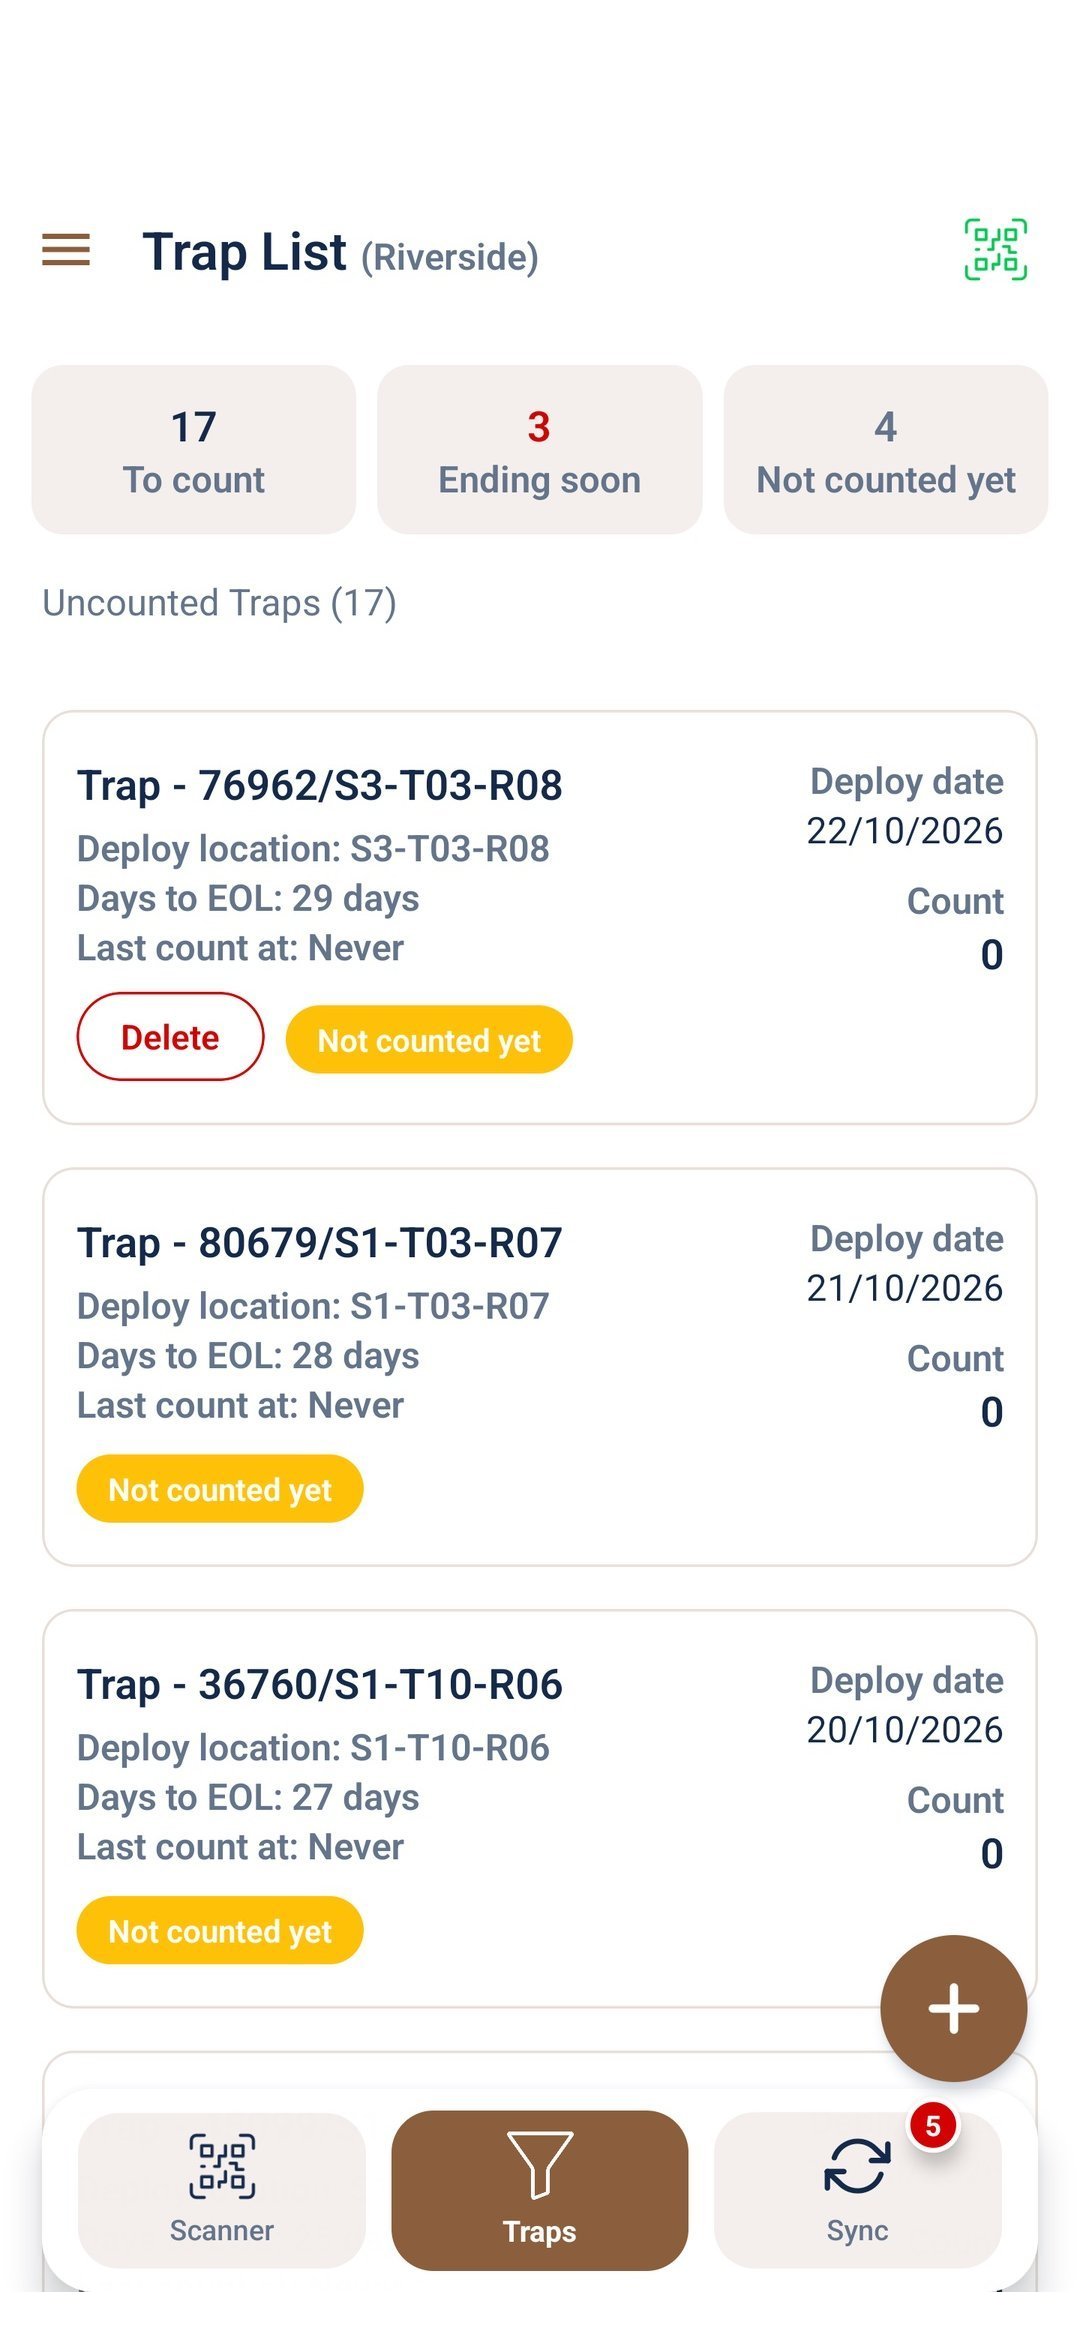 Trap List (Riverside)
17
To count
3
Ending soon
4
Not counted yet
Uncounted Traps (17)
Trap - 76962/S3-T03-R08
Deploy location: S3-T03-R08
Days to EOL: 29 days
Last count at: Never
Deploy date
22/10/2026
Count
0
Delete
Not counted yet
Trap - 80679/S1-T03-R07
Deploy location: S1-T03-R07
Days to EOL: 28 days
Last count at: Never
Deploy date
21/10/2026
Count
0
Not counted yet
Trap - 36760/S1-T10-R06
Deploy location: S1-T10-R06
Days to EOL: 27 days
Last count at: Never
Deploy date
20/10/2026
Count
0
Not counted yet
5
Scanner
Traps
Sync